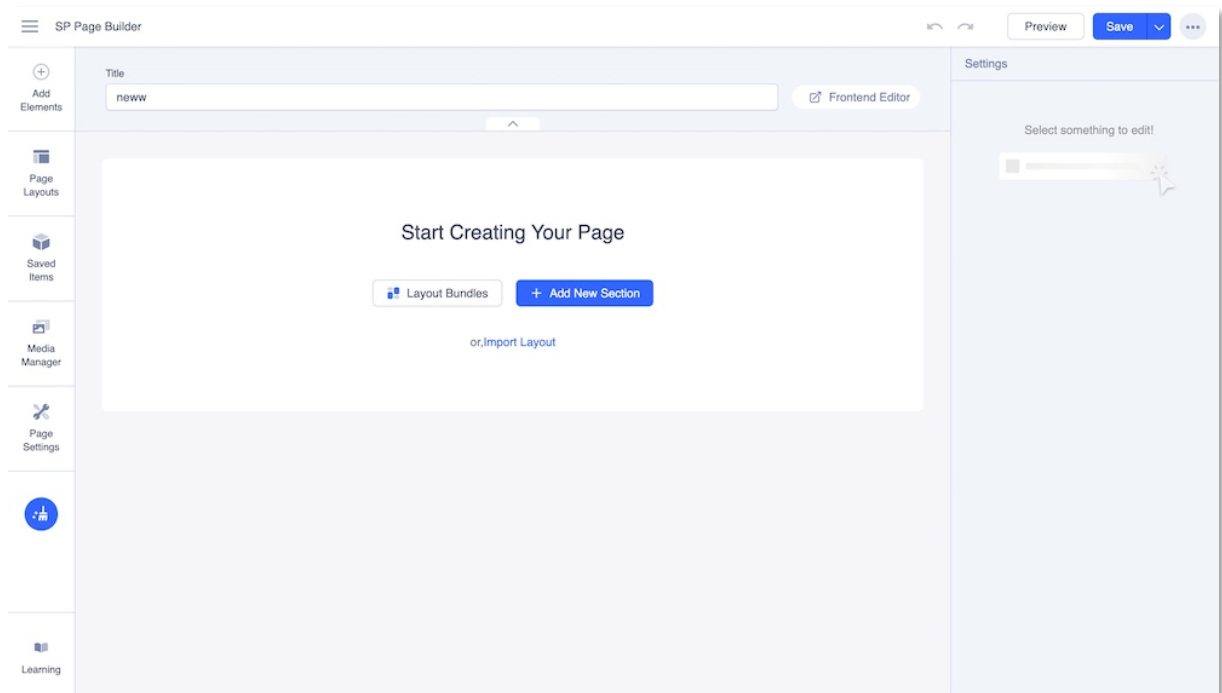 SP Page Builder
Preview
Save
Add
Elements
Title
neww
Frontend Editor
Settings
Select something to edit!
Page
Layouts
Saved
Items
Media
Manager
Page
Settings
Learning
Start Creating Your Page
Layout Bundles
+ Add New Section
or,Import Layout